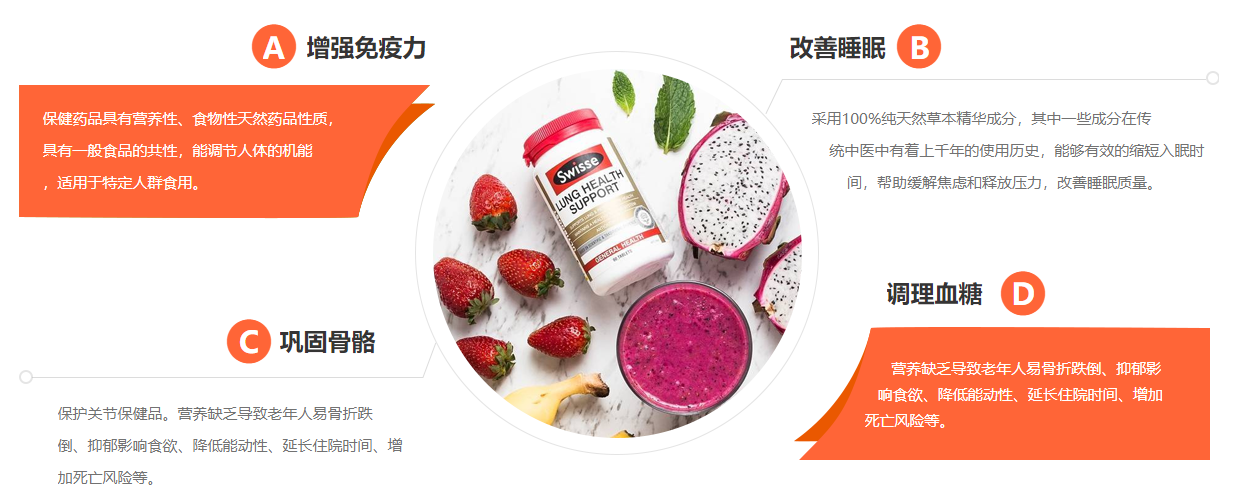 A 增强免疫力
保健药品具有营养性、食物性天然药品性质，
具有一般食品的共性，能调节人体的机能
，适用于特定人群食用。
改善睡眠 B
采用100%纯天然草本精华成分，其中一些成分在传
统中医中有着上千年的使用历史，能够有效的缩短入眠时
间，帮助缓解焦虑和释放压力，改善睡眠质量。
Swisse
LUNG HEALTH
SUPPORT
GENERAL HEALTH
C 巩固骨骼
保护关节保健品。营养缺乏导致老年人易骨折跌
倒、抑郁影响食欲、降低能动性、延长住院时间、增
加死亡风险等。
调理血糖 D
营养缺乏导致老年人易骨折跌倒、抑郁影
响食欲、降低能动性、延长住院时间、增加
死亡风险等。